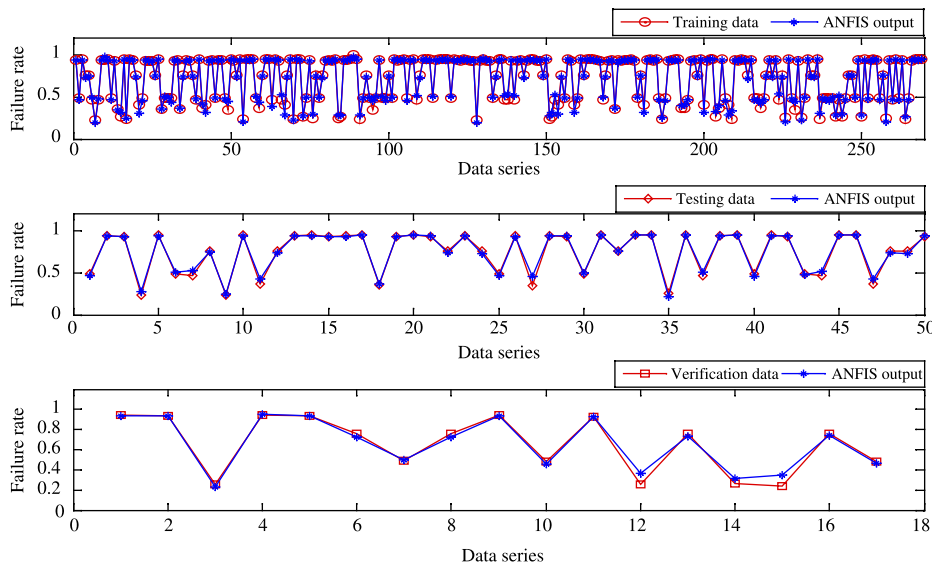 Training data ANFIS output
Failure rate
1
0.5
0
0 50 100 150 200 250
Data series
Testing data ANFIS output
Failure rate
1
0.5
0
0 5 10 15 20 25 30 35 40 45 50
Data series
Verification data ANFIS output
Failure rate
1
0.8
0.6
0.4
0.2
0
0 2 4 6 8 10 12 14 16 18
Data series